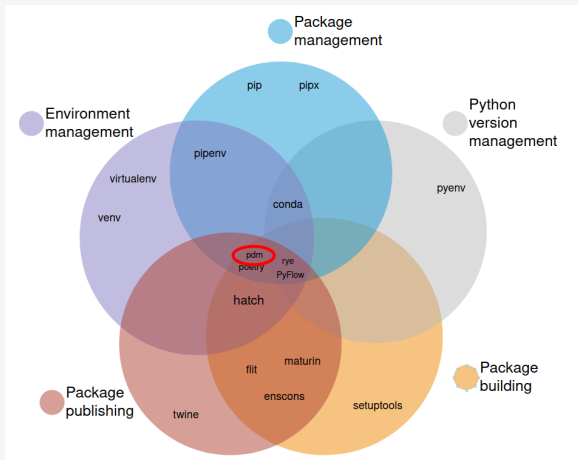 Package
management
pip
pipx
Environment
management
Python
version
management
pipenv
virtualenv
pyenv
conda
venv
pdm
rye
poetry
PyFlow
hatch
maturin
flit
Package
building
enscons
Package
publishing
setuptools
twine